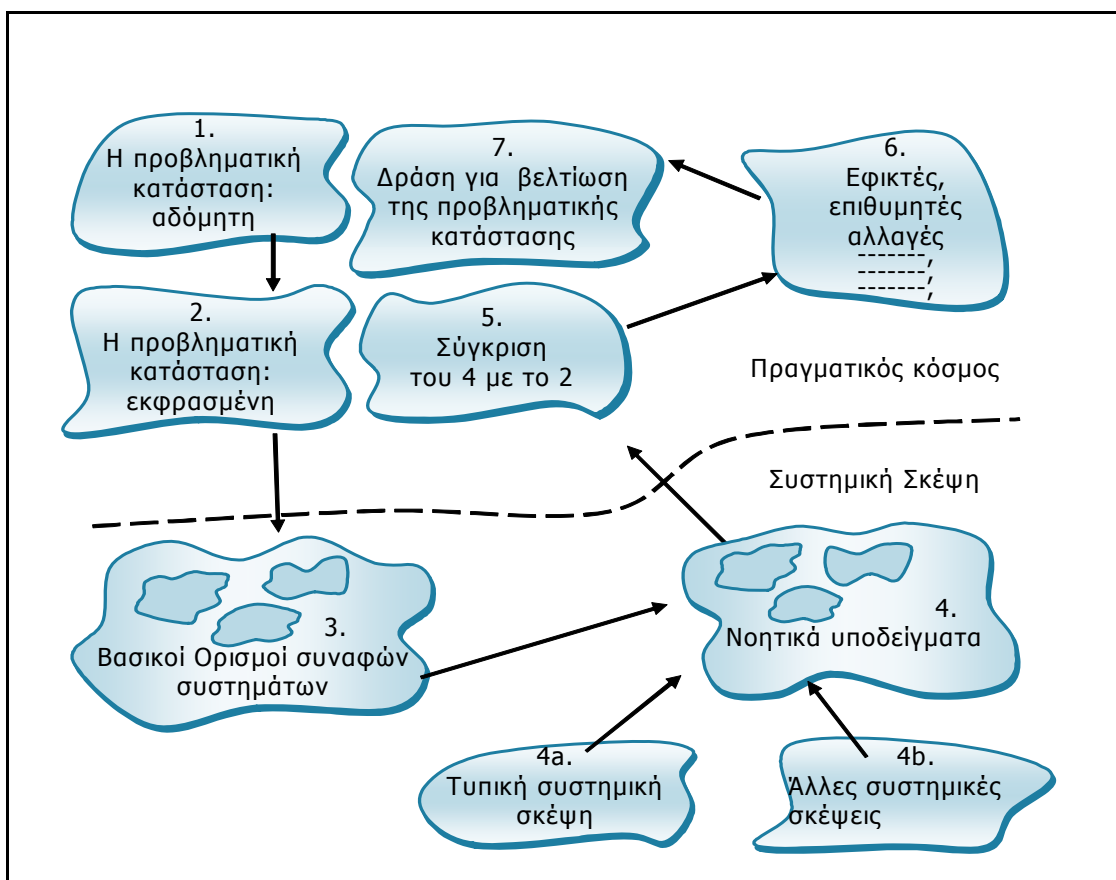 1.
Η προβληματική
κατάσταση:
αδόμητη
7.
Δράση για βελτίωση
της προβληματικής
κατάστασης
6.
Εφικτές,
επιθυμητές
αλλαγές
-------,
-------,
-------,
2.
Η προβληματική
κατάσταση:
εκφρασμένη
5.
Σύγκριση
του 4 με το 2
Πραγματικός κόσμος
Συστημική Σκέψη
3.
Βασικοί Ορισμοί συναφών
συστημάτων
4.
Νοητικά υποδείγματα
4a.
Τυπική συστημική
σκέψη
4b.
Άλλες συστημικές
σκέψεις